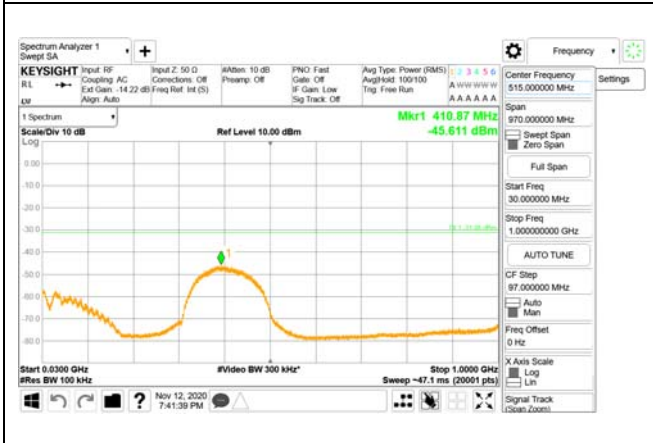 Spectrum Analyzer 1
Swept SA
+
Frequency
KEYSIGHT
Input: RF
Coupling: AC
Ext Gain: -14.22 dB
Align: Auto
Input Z: 50 Ω
Corrections: Off
Freq Ref: Int (S)
#Atten: 10 dB
Preamp: Off
PNO: Fast
Gate: Off
IF Gain: Low
Sig Track: Off
Avg Type: Power (RMS)
Avg|Hold: 100/100
Trig: Free Run
1 2 3 4 5 6
A W W W W W
A A A A A A
RL
1 Spectrum
Scale/Div 10 dB
Log
Ref Level 10.00 dBm
Mkr1 410.87 MHz
-45.611 dBm
0.00
-10.0
-20.0
-30.0
-40.0
-50.0
-60.0
-70.0
-80.0
1
Start 0.0300 GHz
#Res BW 100 kHz
#Video BW 300 kHz*
Stop 1.0000 GHz
Sweep ~47.1 ms (20001 pts)
Center Frequency
515.000000 MHz
Settings
Span
970.000000 MHz
Swept Span
Zero Span
Full Span
Start Freq
30.000000 MHz
Stop Freq
1.000000000 GHz
AUTO TUNE
CF Step
97.000000 MHz
Auto
Man
Freq Offset
0 Hz
X Axis Scale
Log
Lin
Signal Track
(Span Zoom)
?
Nov 12, 2020
7:41:39 PM